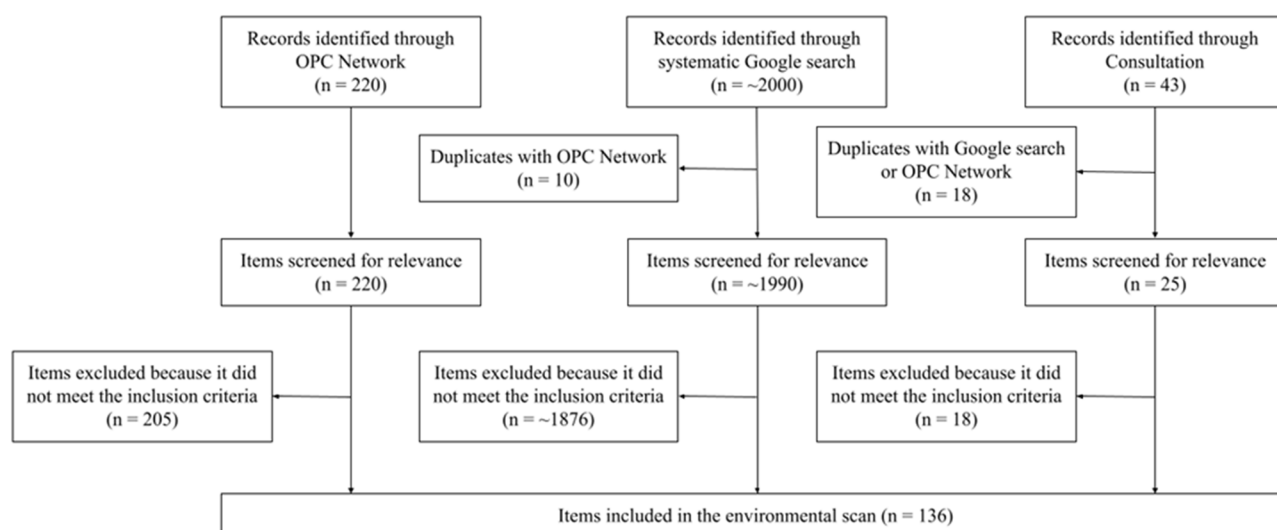 Records identified through
OPC Network
(n = 220)
Records identified through
systematic Google search
(n = ~2000)
Records identified through
Consultation
(n = 43)
Duplicates with OPC Network
(n = 10)
Duplicates with Google search
or OPC Network
(n = 18)
Items screened for relevance
(n = 220)
Items screened for relevance
(n = ~1990)
Items screened for relevance
(n = 25)
Items excluded because it did
not meet the inclusion criteria
(n = 205)
Items excluded because it did
not meet the inclusion criteria
(n = ~1876)
Items excluded because it did
not meet the inclusion criteria
(n = 18)
Items included in the environmental scan (n = 136)